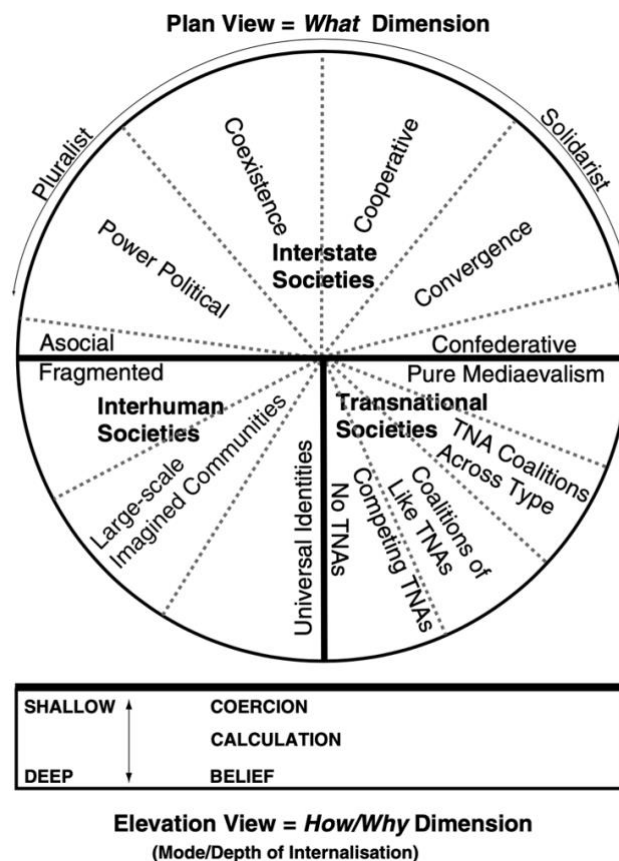 Plan View = What Dimension
Pluralist
Solidarist
Coexistence
Cooperative
Power Political
Interstate
Societies
Convergence
Asocial
Confederative
Fragmented
Pure Mediaevalism
Interhuman
Societies
Transnational
Societies
Large-scale
Imagined Communities
Universal Identities
No TNAs
Competing TNAs
Coalitions of
Like TNAs
TNA Coalitions
Across Type
SHALLOW
COERCION
CALCULATION
DEEP
BELIEF
Elevation View = How/Why Dimension
(Mode/Depth of Internalisation)